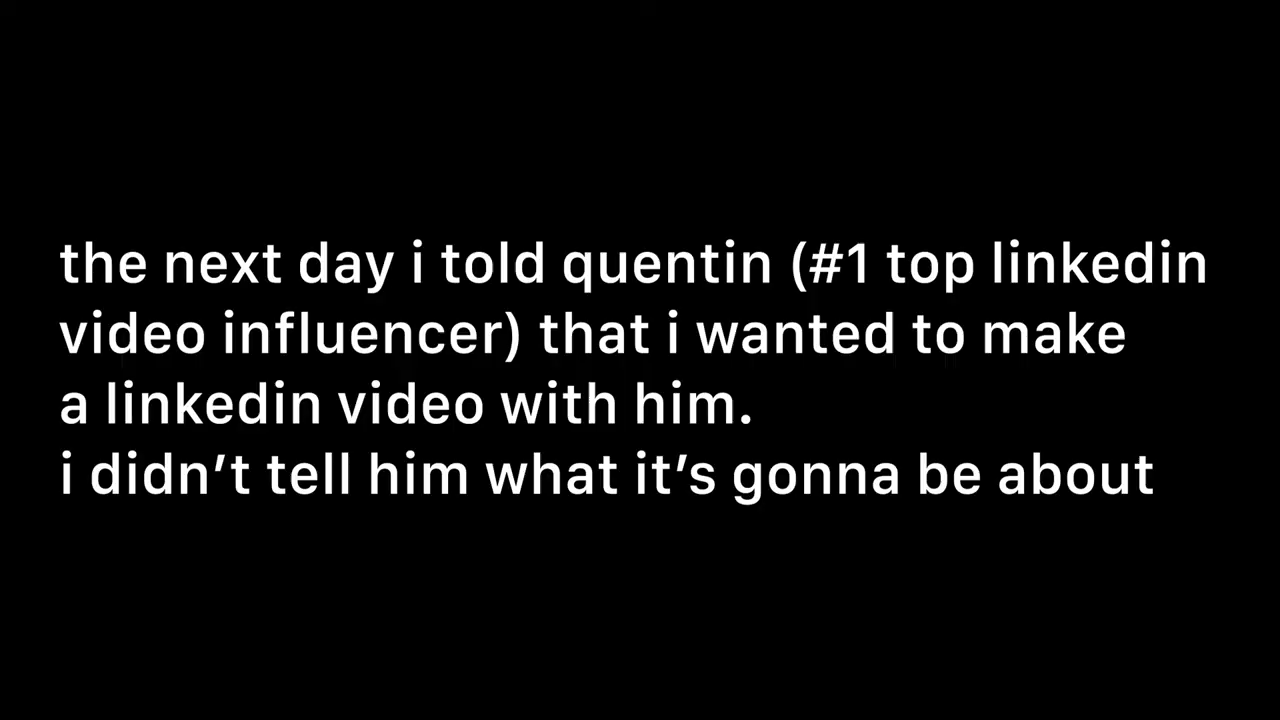 the next day i told quentin (#1 top linkedin
video influencer) that i wanted to make
a linkedin video with him.
i didn’t tell him what it’s gonna be about